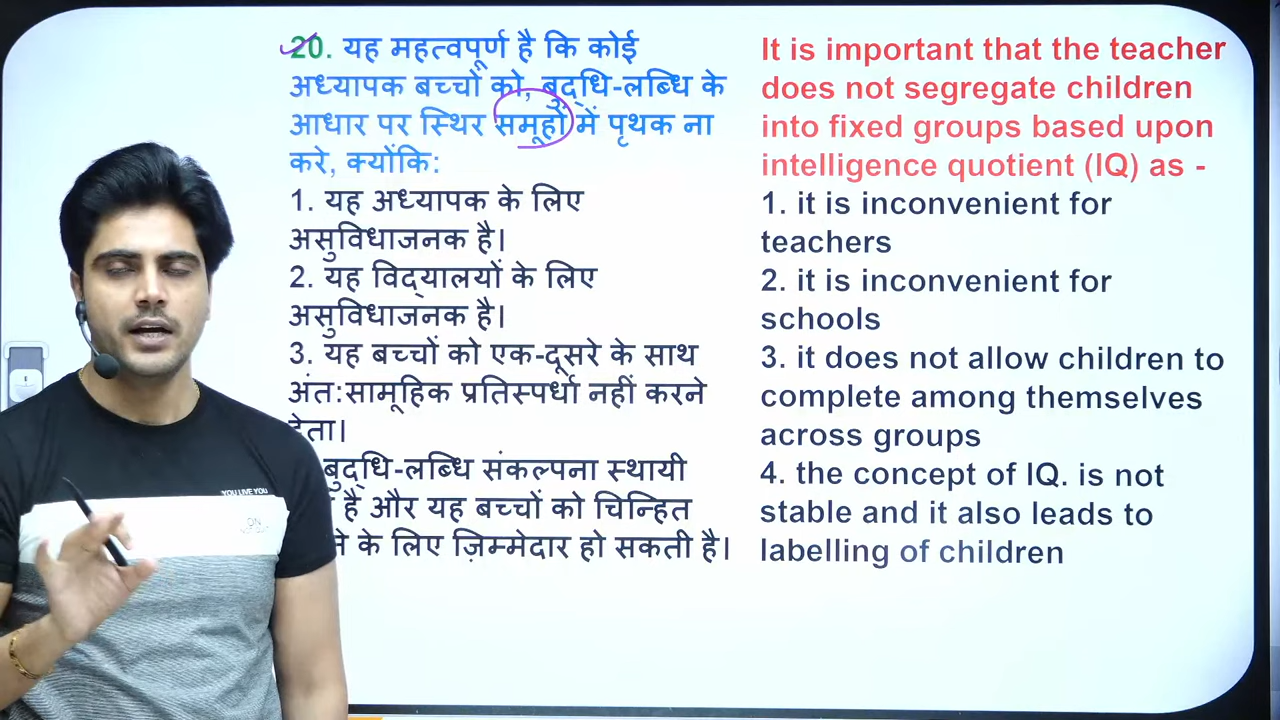 20. यह महत्वपूर्ण है कि कोई
अध्यापक बच्चों को, बुद्धि-लब्धि के
आधार पर स्थिर समूहों में पृथक ना
करे, क्योंकि:
1. यह अध्यापक के लिए
असुविधाजनक है।
2. यह विद्यालयों के लिए
असुविधाजनक है।
3. यह बच्चों को एक-दूसरे के साथ
अंत:सामूहिक प्रतिस्पर्धा नहीं करने
देता।
बुद्धि-लब्धि संकल्पना स्थायी
है और यह बच्चों को चिन्हित
के लिए ज़िम्मेदार हो सकती है।
It is important that the teacher
does not segregate children
into fixed groups based upon
intelligence quotient (IQ) as -
1. it is inconvenient for
teachers
2. it is inconvenient for
schools
3. it does not allow children to
complete among themselves
across groups
4. the concept of IQ. is not
stable and it also leads to
labelling of children
YOU LIVE YOU
ON